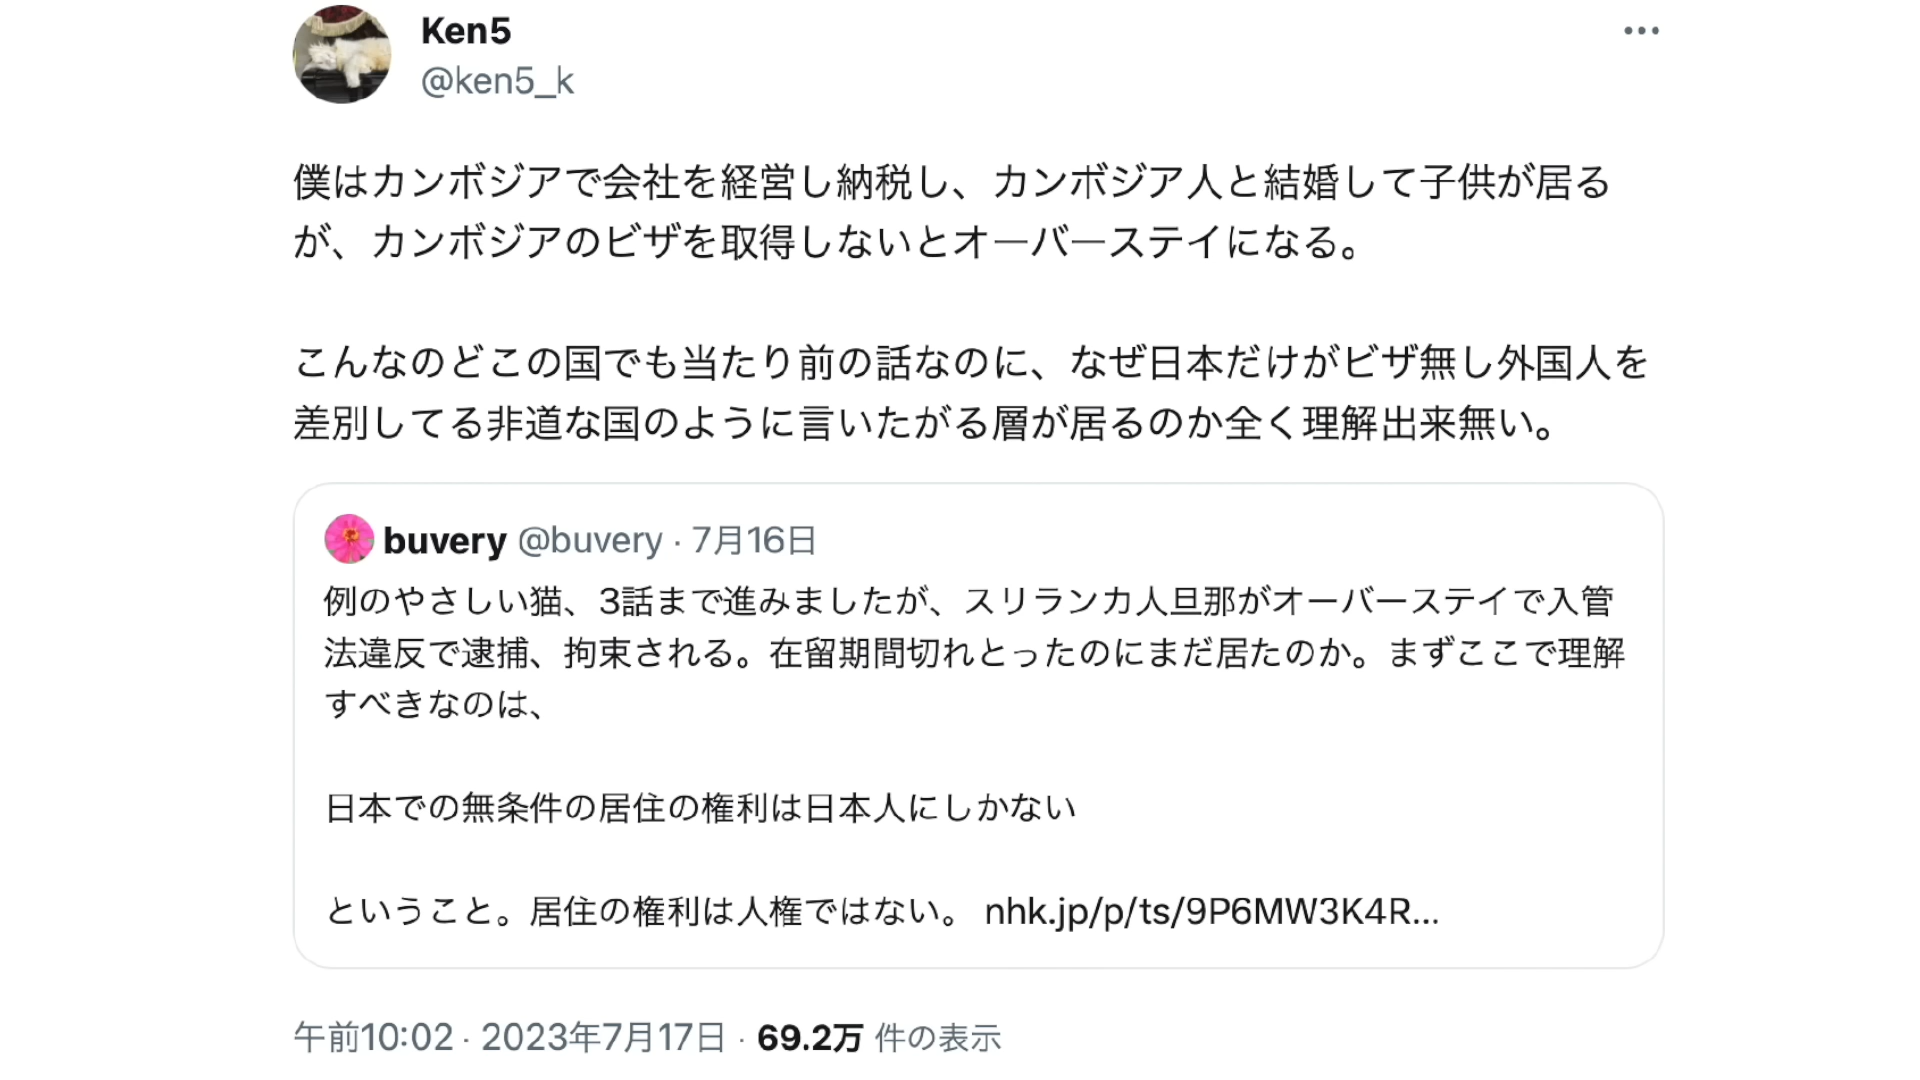 Ken5
@ken5_k
僕はカンボジアで会社を経営し納税し、カンボジア人と結婚して子供が居る
が、カンボジアのビザを取得しないとオーバーステイになる。
こんなのどこの国でも当たり前の話なのに、なぜ日本だけがビザ無し外国人を
差別してる非道な国のように言いたがる層が居るのか全く理解出来無い。
buvery @buvery · 7月16日
例のやさしい猫、3話まで進みましたが、スリランカ人旦那がオーバーステイで入管
法違反で逮捕、拘束される。在留期間切れとったのにまだ居たのか。まずここで理解
すべきなのは、
日本での無条件の居住の権利は日本人にしかない
ということ。居住の権利は人権ではない。 nhk.jp/p/ts/9P6MW3K4R...
午前10:02 · 2023年7月17日 · 69.2万 件の表示